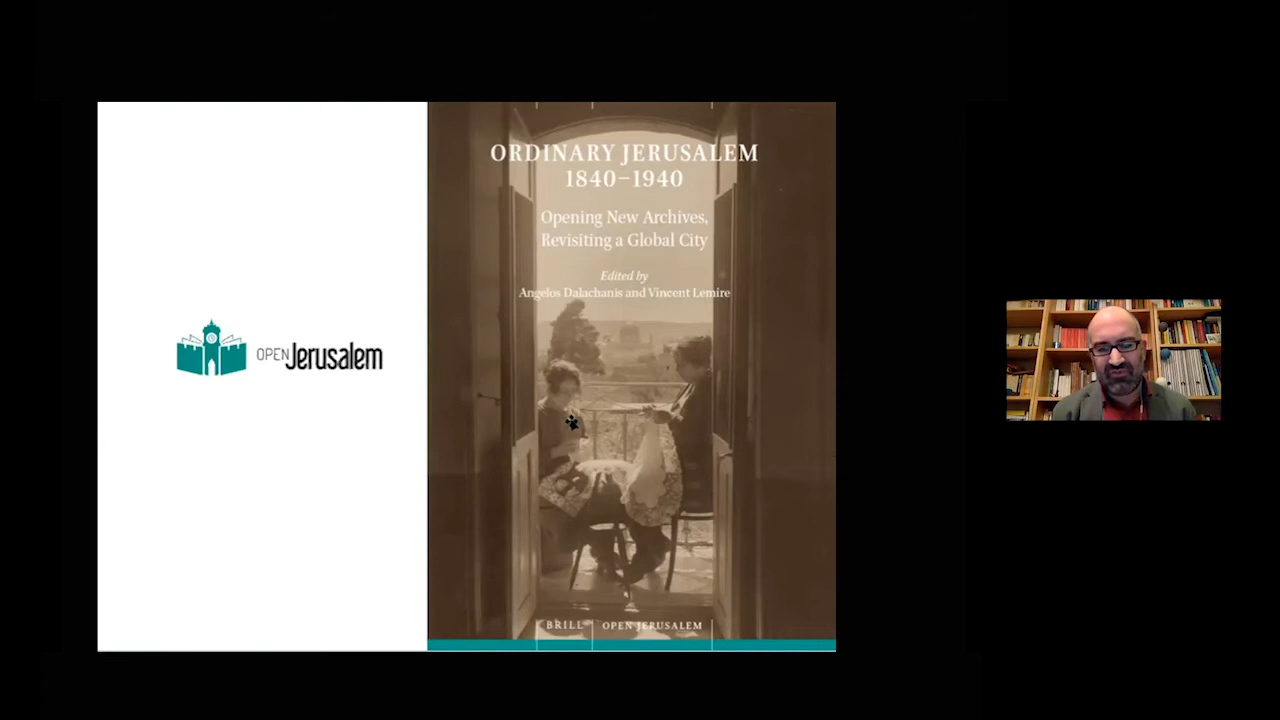 OPEN Jerusalem
ORDINARY JERUSALEM
1840–1940
Opening New Archives,
Revisiting a Global City
Edited by
Angelos Dalachanis and Vincent Lemire
BRILL
OPEN JERUSALEM